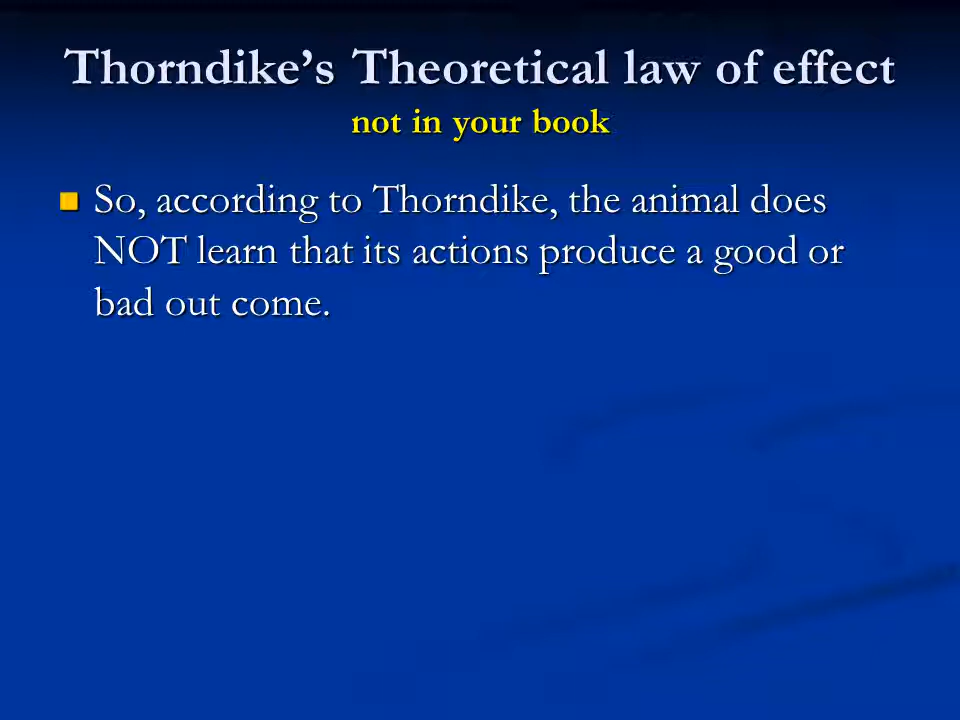 Thorndike’s Theoretical law of effect
not in your book
So, according to Thorndike, the animal does
NOT learn that its actions produce a good or
bad out come.